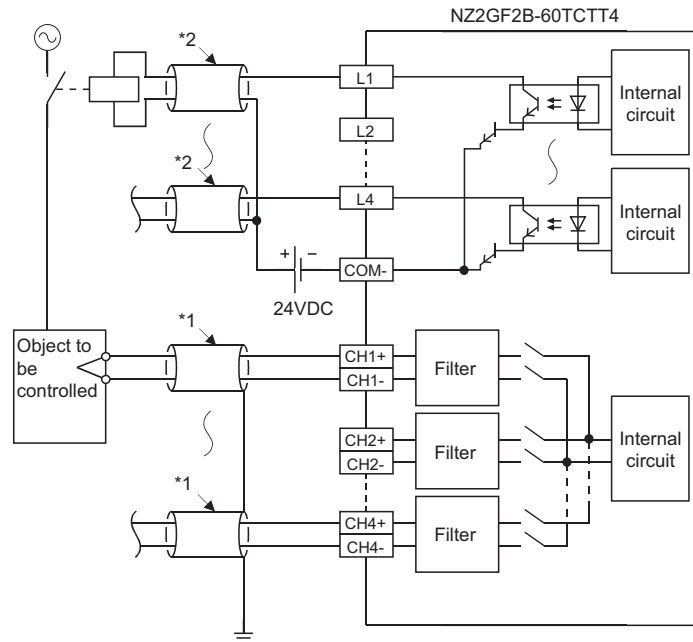 NZ2GF2B-60TCTT4
*2
L1
Internal
circuit
L2
*2
L4
Internal
circuit
+ −
COM-
24VDC
*1
Object to
be
controlled
CH1+
CH1-
Filter
CH2+
CH2-
Filter
Internal
circuit
*1
CH4+
CH4-
Filter